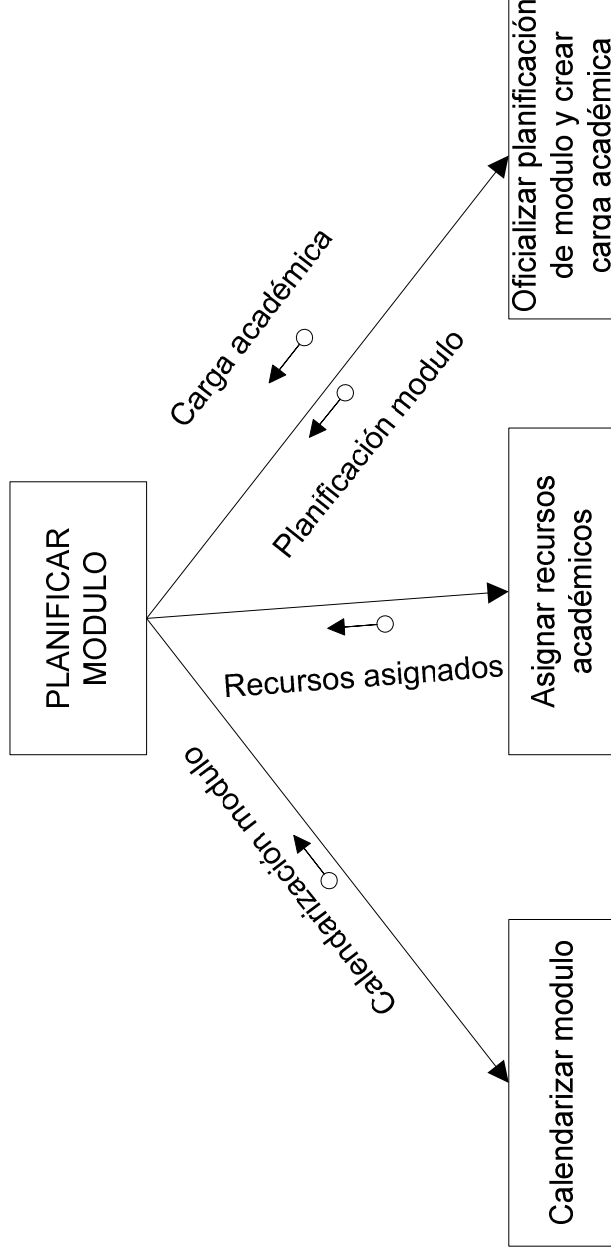 PLANIFICAR
MODULO
Calendarización modulo
Recursos asignados
Planificación modulo
Carga académica
Calendarizar modulo
Asignar recursos
académicos
Oficializar planificación
de modulo y crear
carga académica